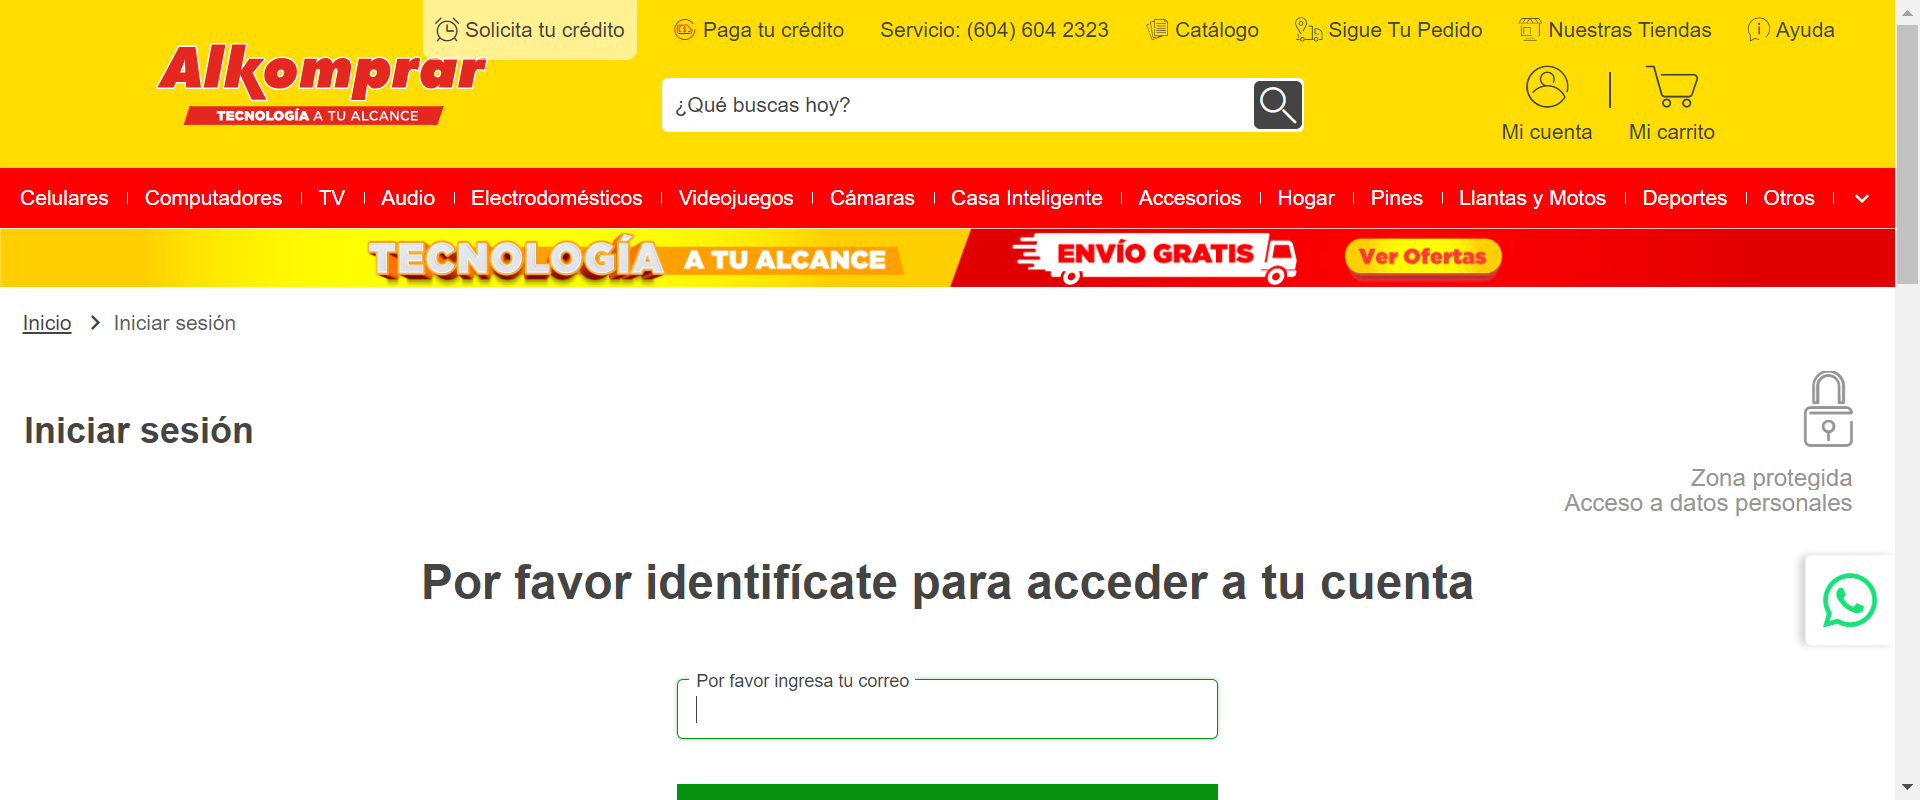 Solicita tu crédito
Paga tu crédito
Servicio: (604) 604 2323
Catálogo
Sigue Tu Pedido
Nuestras Tiendas
Ayuda
Alkomprar
TECNOLOGÍA A TU ALCANCE
¿Qué buscas hoy?
Mi cuenta
Mi carrito
Celulares
Computadores
TV
Audio
Electrodomésticos
Videojuegos
Cámaras
Casa Inteligente
Accesorios
Hogar
Pines
Llantas y Motos
Deportes
Otros
TECNOLOGÍA A TU ALCANCE
ENVÍO GRATIS
Ver Ofertas
Inicio
Iniciar sesión
Iniciar sesión
Zona protegida
Acceso a datos personales
Por favor identifícate para acceder a tu cuenta
Por favor ingresa tu correo